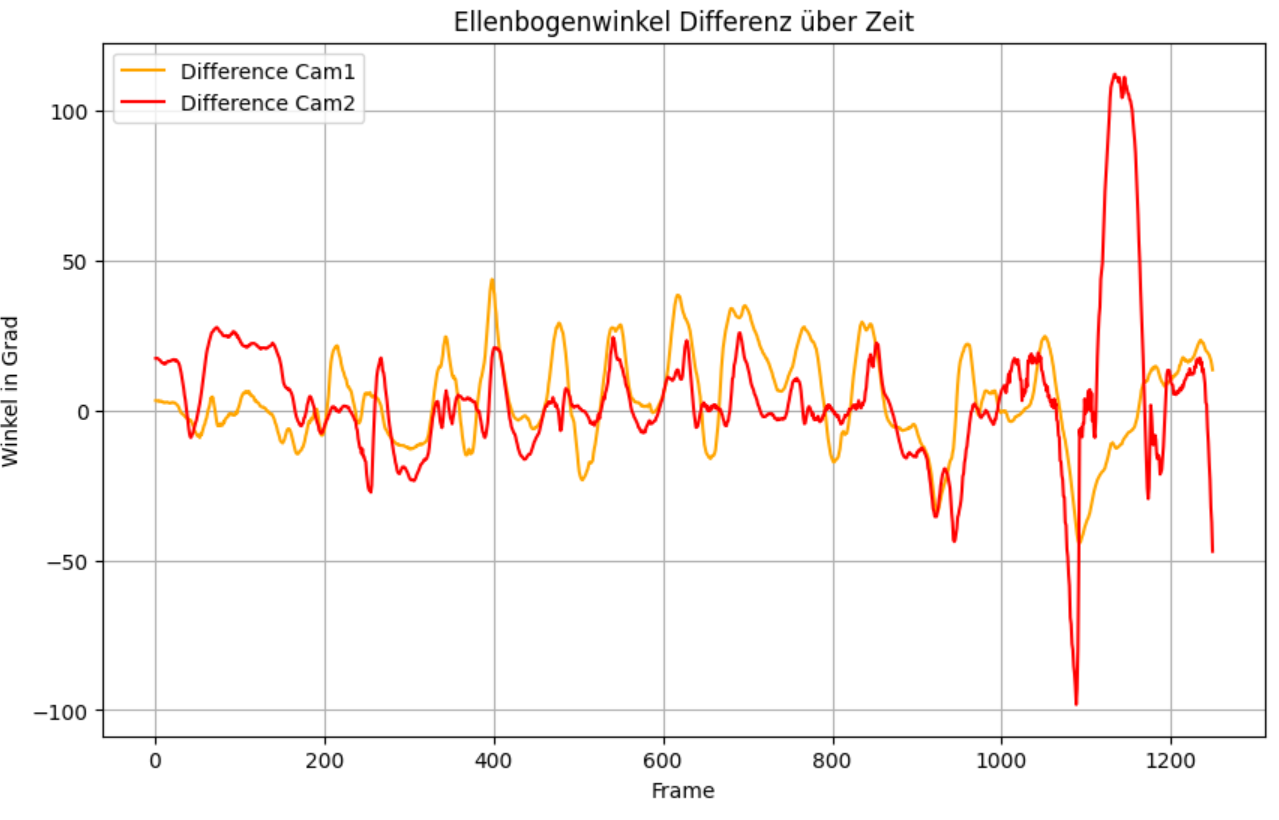 Ellenbogenwinkel Differenz über Zeit
Difference Cam1
Difference Cam2
Winkel in Grad
100
50
0
−50
−100
0 200 400 600 800 1000 1200
Frame